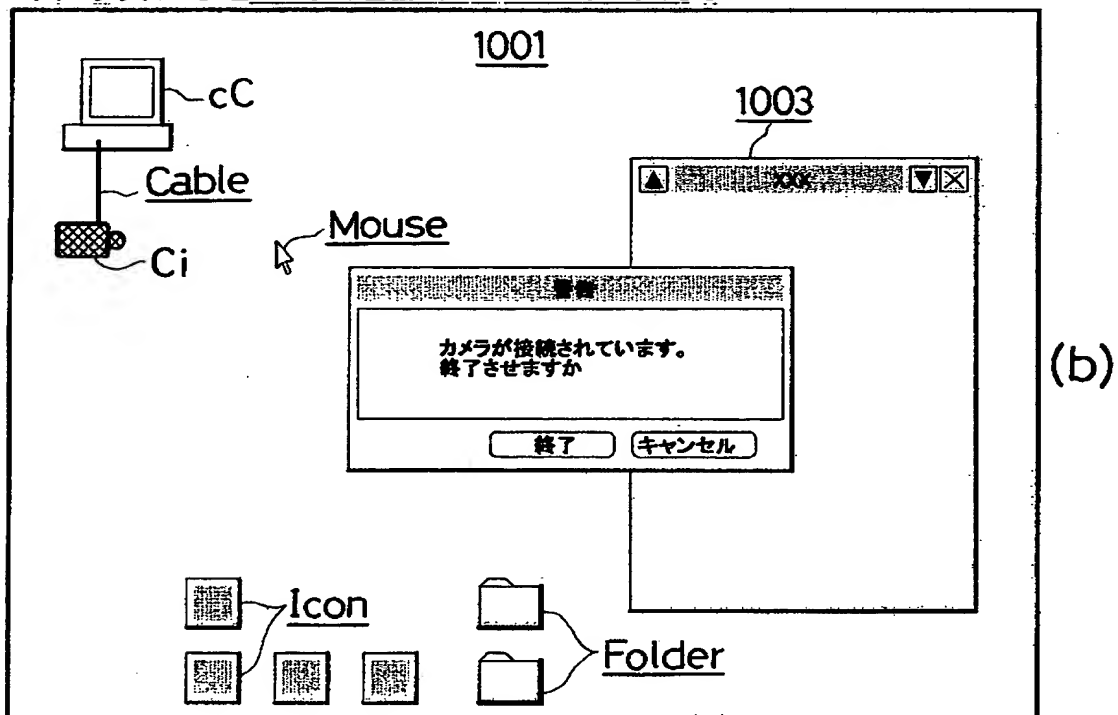 1001
cC
1003
Cable
xxx
Mouse
Ci
警告
カメラが接続されています。
終了させますか
(b)
終了
キャンセル
Icon
Folder